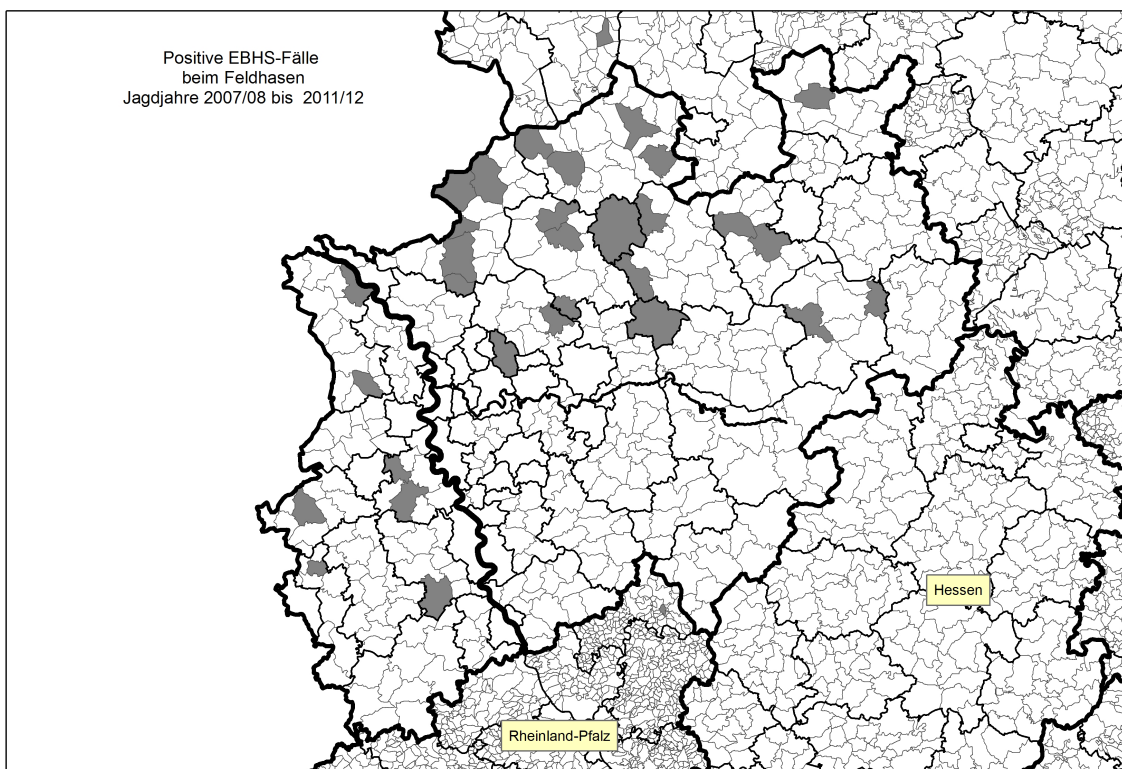 Positive EBHS-Fälle
beim Feldhasen
Jagdjahre 2007/08 bis 2011/12
Hessen
Rheinland-Pfalz